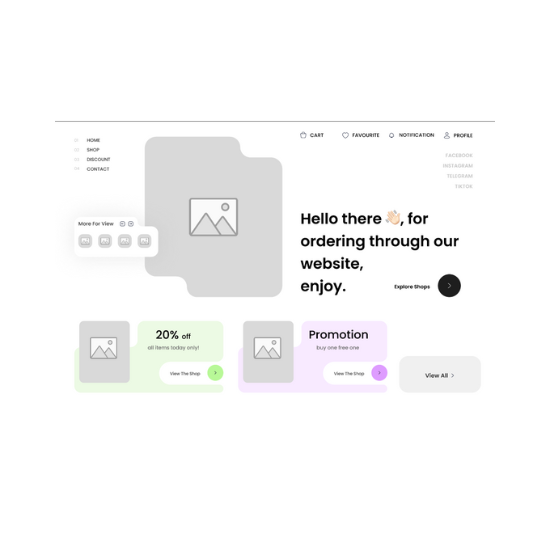 HOME
SHOP
DISCOUNT
CONTACT
CART
FAVOURITE
NOTIFICATION
PROFILE
FACEBOOK
INSTAGRAM
TELEGRAM
TIKTOK
More For View
Hello there 👋🏻, for
ordering through our
website,
enjoy.
Explore Shops
20% off
all items today only!
View The Shop
Promotion
buy one free one
View The Shop
View All